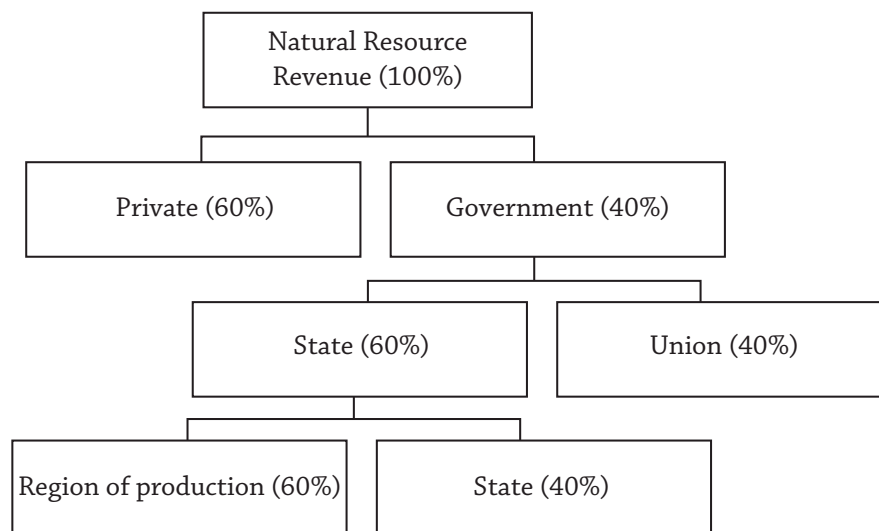 Natural Resource
Revenue (100%)
Private (60%)
Government (40%)
State (60%)
Union (40%)
Region of production (60%)
State (40%)